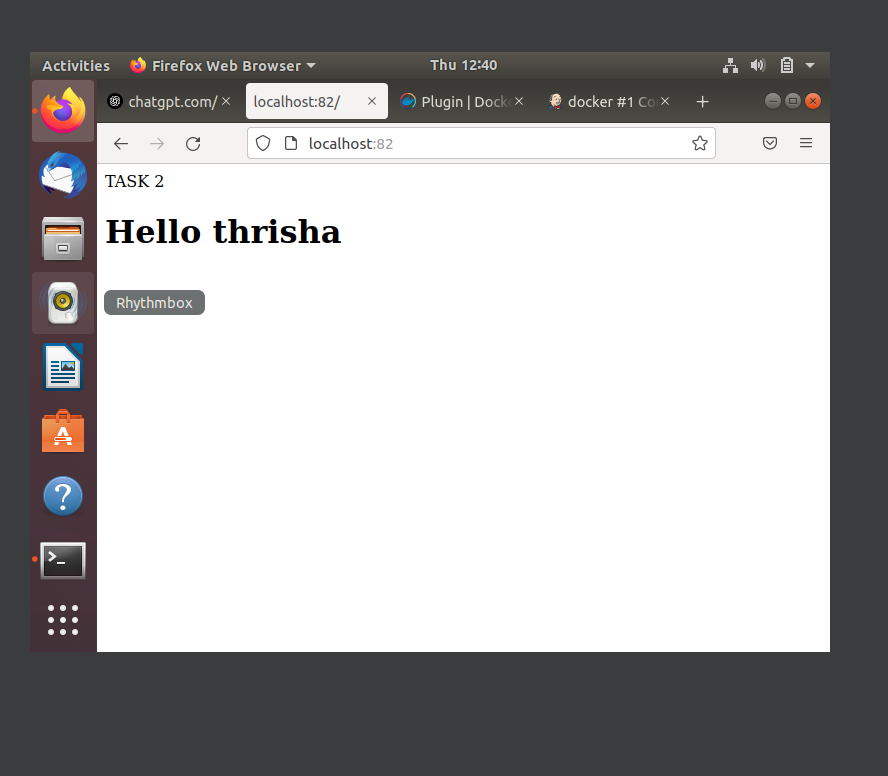 Activities Firefox Web Browser Thu 12:40
chatgpt.com/ localhost:82/ Plugin | Docke docker #1 Co
localhost:82
TASK 2
Hello thrisha
Rhythmbox